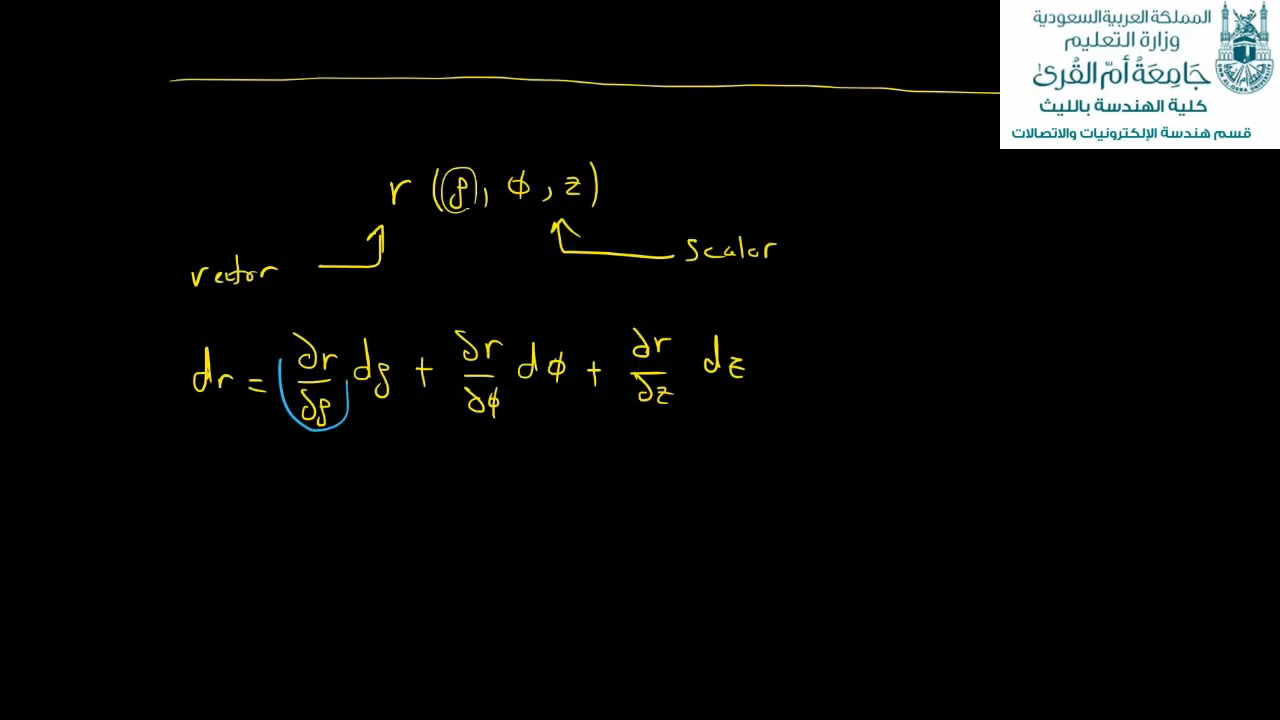 المملكة العربية السعودية
وزارة التعليم
جامعة أم القرى
كلية الهندسة بالليث
قسم هندسة الإلكترونيات والاتصالات
r (ρ, φ, z)
vector
scalar
dr = ∂r/∂ρ dρ + ∂r/∂φ dφ + ∂r/∂z dz